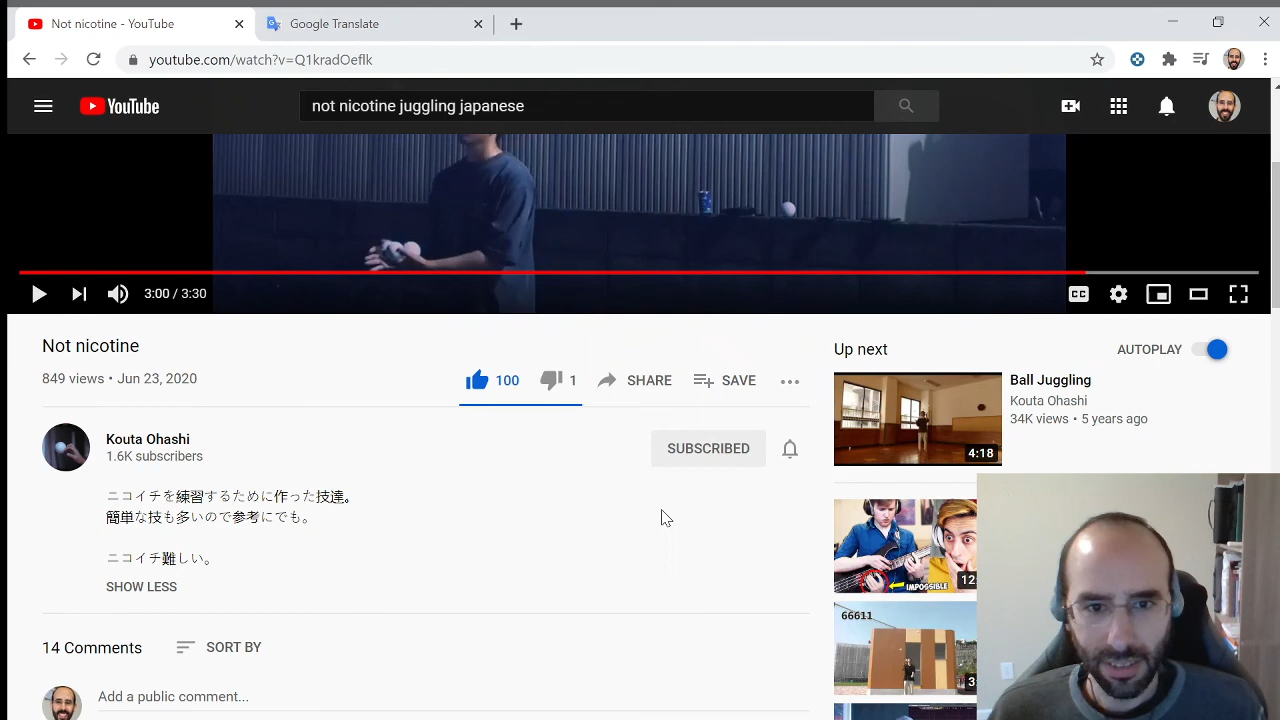 Not nicotine - YouTube
Google Translate
youtube.com/watch?v=Q1kradOeflk
YouTube
not nicotine juggling japanese
3:00 / 3:30
CC
Not nicotine
849 views • Jun 23, 2020
100
1
SHARE
SAVE
Kouta Ohashi
1.6K subscribers
SUBSCRIBED
ニコイチを練習するために作った技達。
簡単な技も多いので参考にでも。
ニコイチ難しい。
SHOW LESS
14 Comments
SORT BY
Add a public comment...
Up next
AUTOPLAY
Ball Juggling
Kouta Ohashi
34K views • 5 years ago
4:18
IMPOSSIBLE
12:
66611
3: